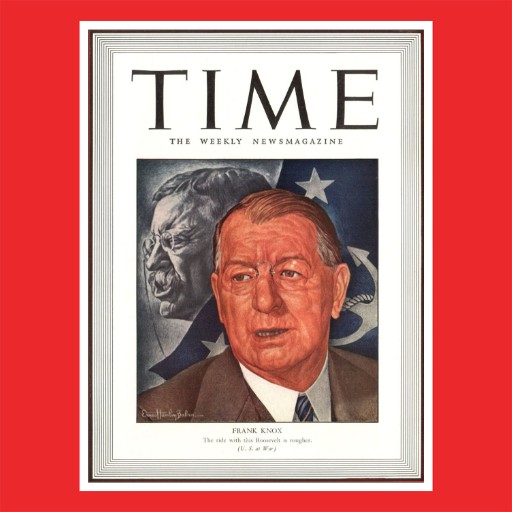 TIME
THE WEEKLY NEWSMAGAZINE
FRANK KNOX
The ride with this Roosevelt is rougher.
(U. S. at War)